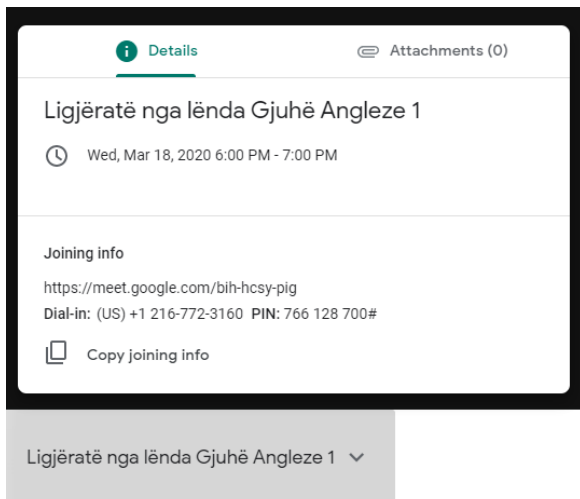 Details
Attachments (0)
Ligjëratë nga lënda Gjuhë Angleze 1
Wed, Mar 18, 2020 6:00 PM - 7:00 PM
Joining info
https://meet.google.com/bih-hcsy-pig
Dial-in: (US) +1 216-772-3160 PIN: 766 128 700#
Copy joining info
Ligjëratë nga lënda Gjuhë Angleze 1